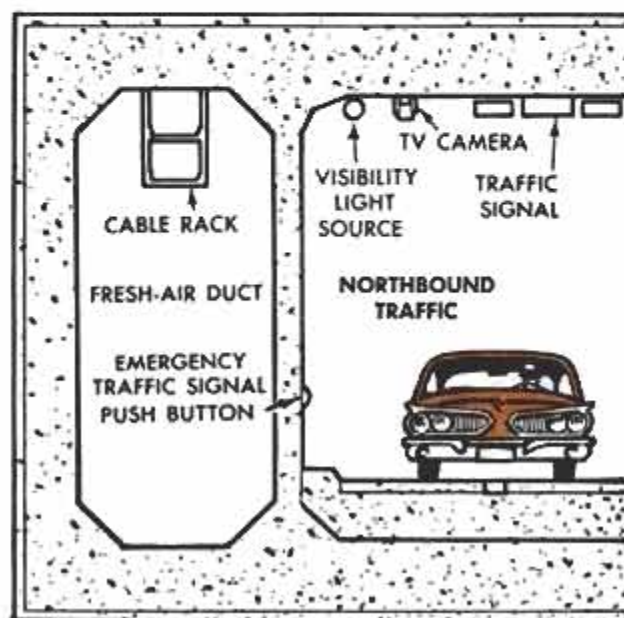 CABLE RACK
FRESH-AIR DUCT
EMERGENCY
TRAFFIC SIGNAL
PUSH BUTTON
TV CAMERA
VISIBILITY
LIGHT
SOURCE
TRAFFIC
SIGNAL
NORTHBOUND
TRAFFIC